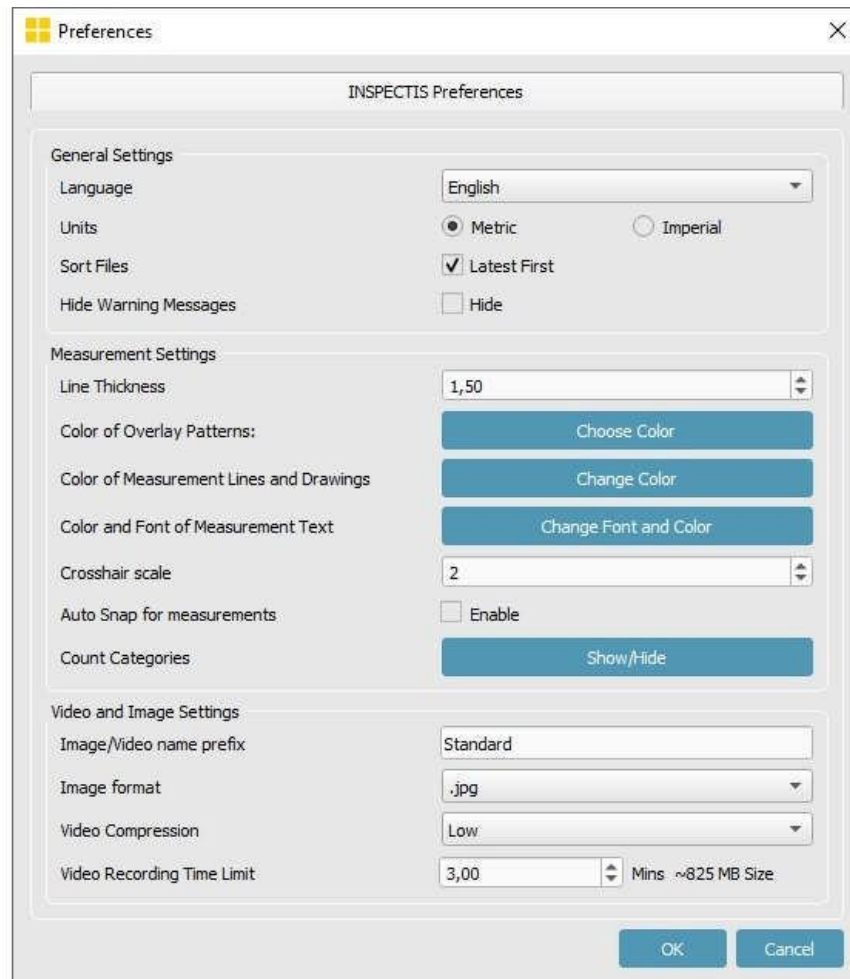 Preferences
INSPECTIS Preferences
General Settings
Language English
Units Metric Imperial
Sort Files Latest First
Hide Warning Messages Hide
Measurement Settings
Line Thickness 1,50
Color of Overlay Patterns: Choose Color
Color of Measurement Lines and Drawings Change Color
Color and Font of Measurement Text Change Font and Color
Crosshair scale 2
Auto Snap for measurements Enable
Count Categories Show/Hide
Video and Image Settings
Image/Video name prefix Standard
Image format .jpg
Video Compression Low
Video Recording Time Limit 3,00 Mins ~825 MB Size
OK Cancel